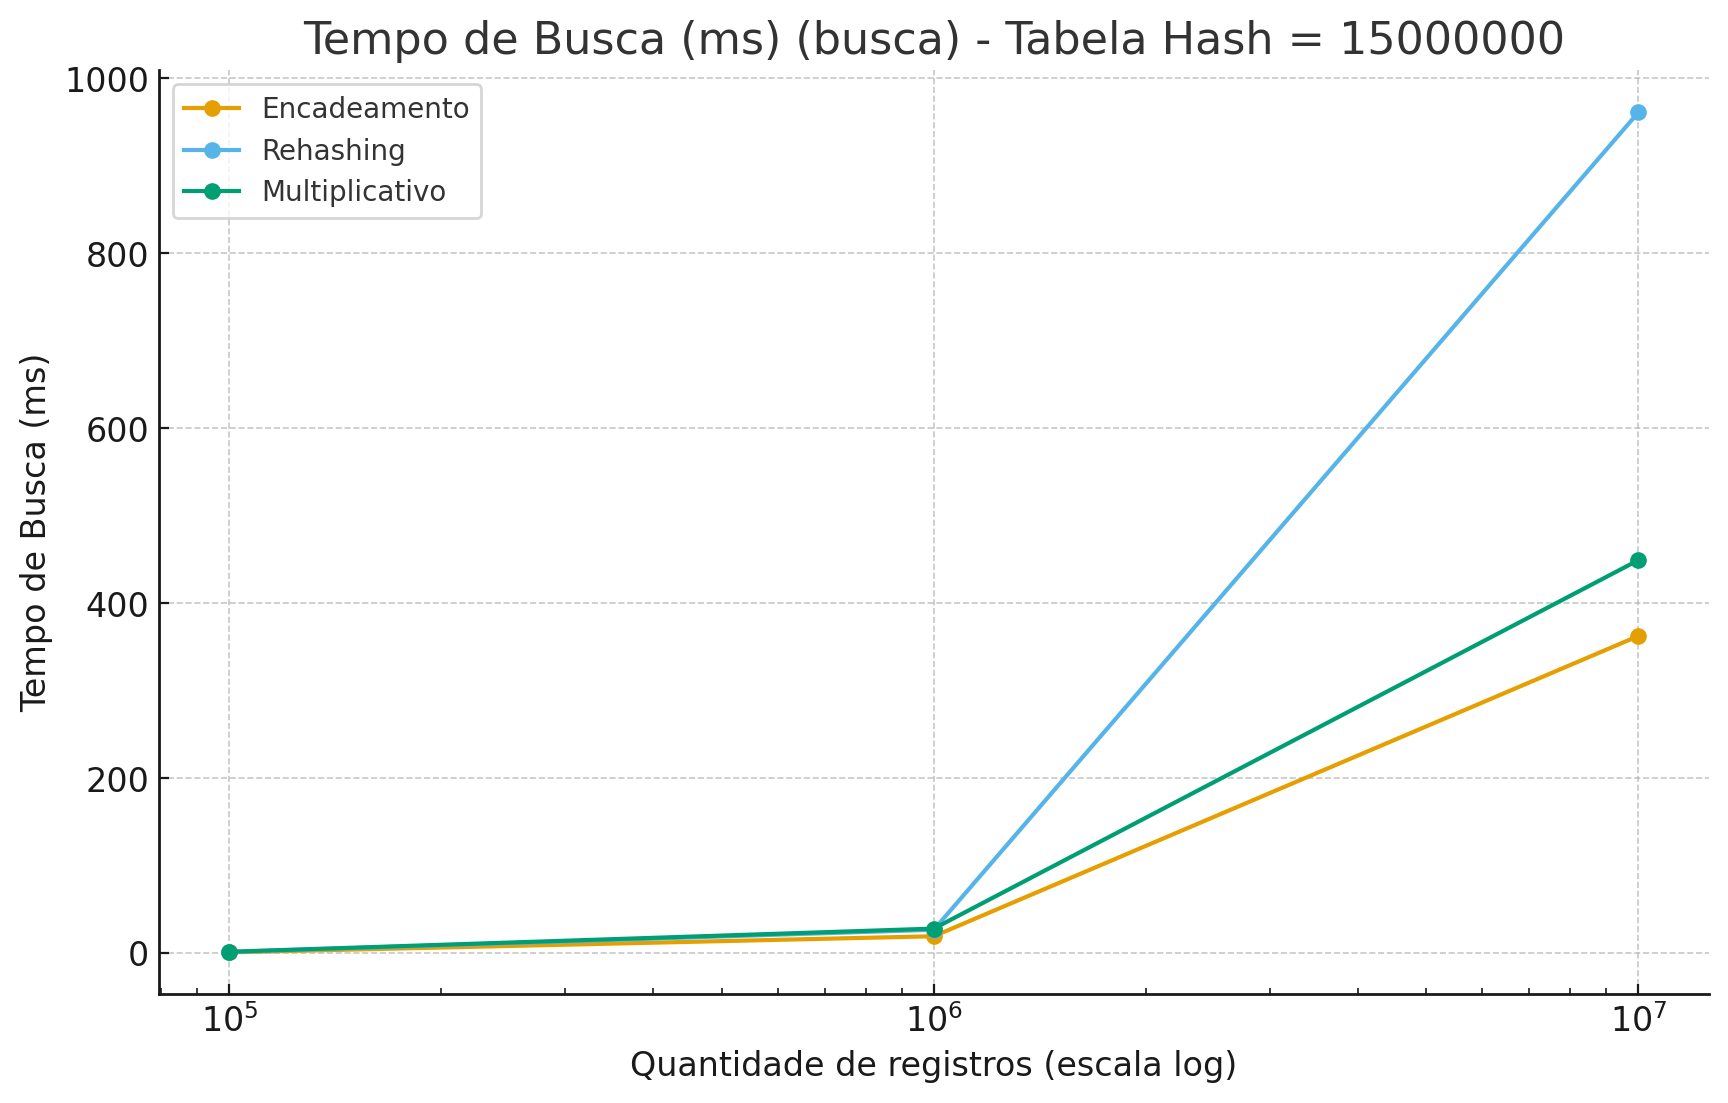 Tempo de Busca (ms) (busca) - Tabela Hash = 15000000
Encadeamento
Rehashing
Multiplicativo
Tempo de Busca (ms)
1000
800
600
400
200
0
10⁵
10⁶
10⁷
Quantidade de registros (escala log)